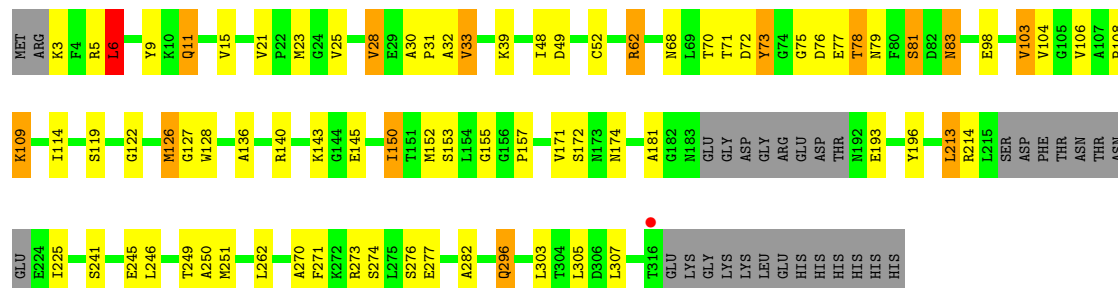 MET ARG K3 F4 R5 L6 Y9 K10 Q11 V15 V21 P22 M23 G24 V25 V28 E29 A30 P31 A32 V33 K39 I48 D49 C52 R62 N68 L69 T70 T71 D72 Y73 G74 G75 D76 E77 T78 N79 F80 S81 D82 N83 E98 V103 V104 G105 V106 A107 P108
K109 I114 S119 G122 M126 G127 W128 A136 R140 K143 G144 E145 I150 T151 M152 S153 L154 G155 G156 P157 V171 S172 N173 N174 A181 G182 N183 GLU GLY ASP GLY ARG GLU ASP THR N192 E193 Y196 L213 R214 L215 SER ASP PHE THR ASN THR ASN
GLU E224 I225 S241 E245 L246 T249 A250 M251 L262 A270 F271 K272 R273 S274 L275 S276 E277 A282 Q296 L303 T304 L305 D306 L307 T316 GLU LYS GLY LYS LYS LEU GLU HIS HIS HIS HIS HIS HIS